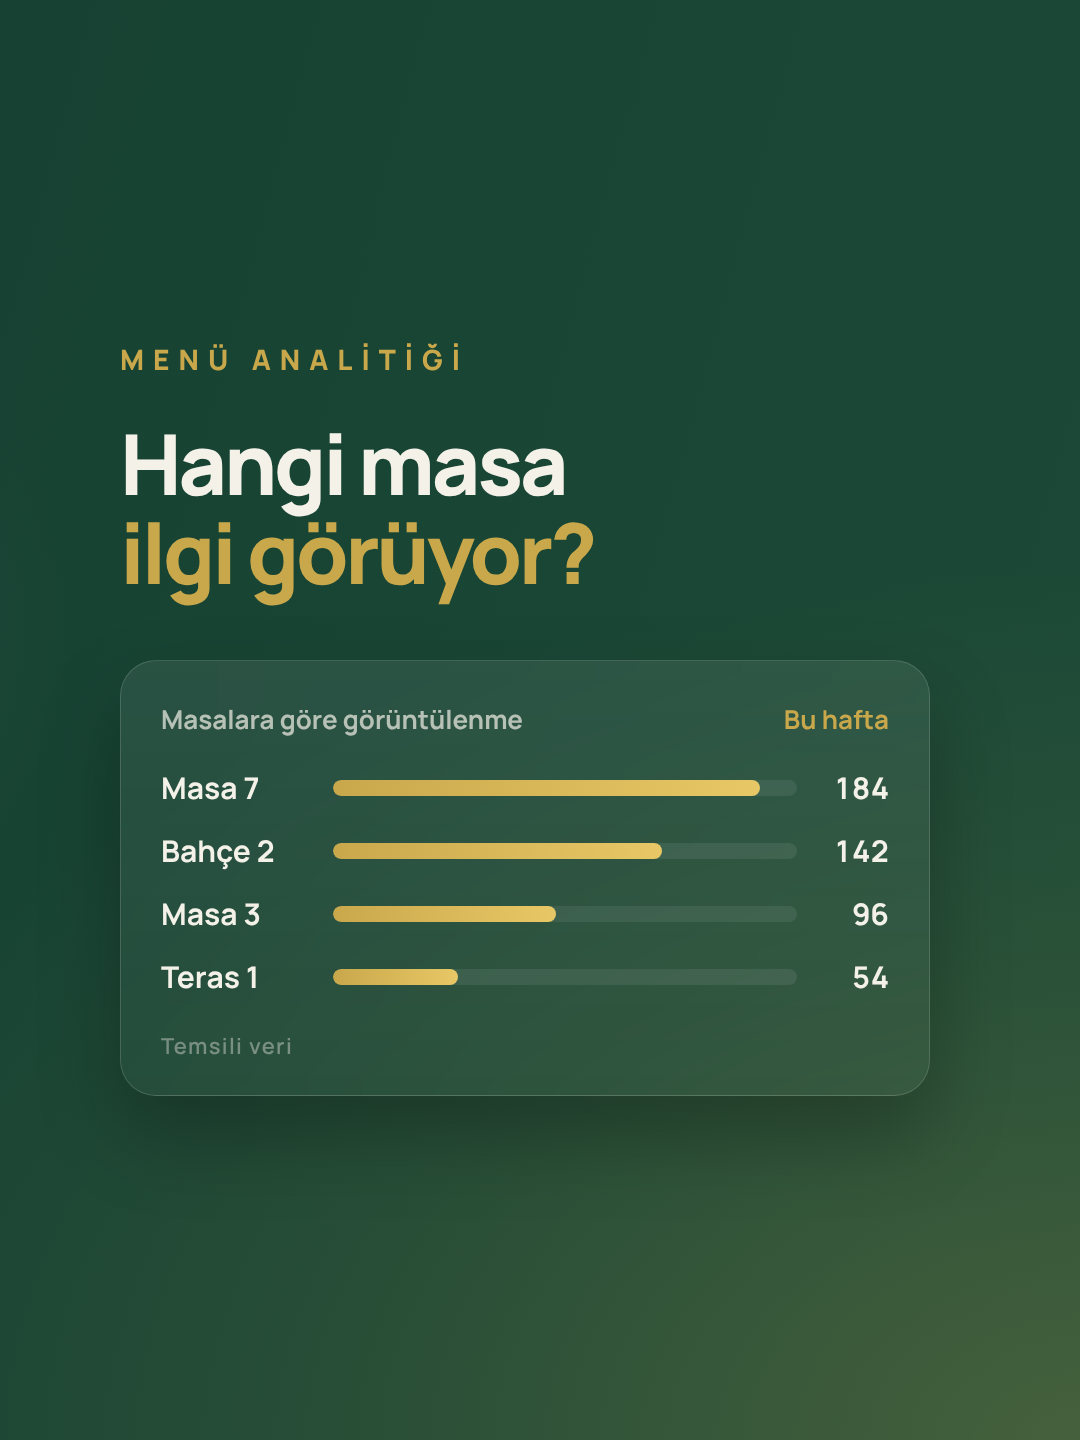 MENÜ ANALİTİĞİ
Hangi masa
ilgi görüyor?
Masalara göre görüntülenme Bu hafta
Masa 7 184
Bahçe 2 142
Masa 3 96
Teras 1 54
Temsili veri